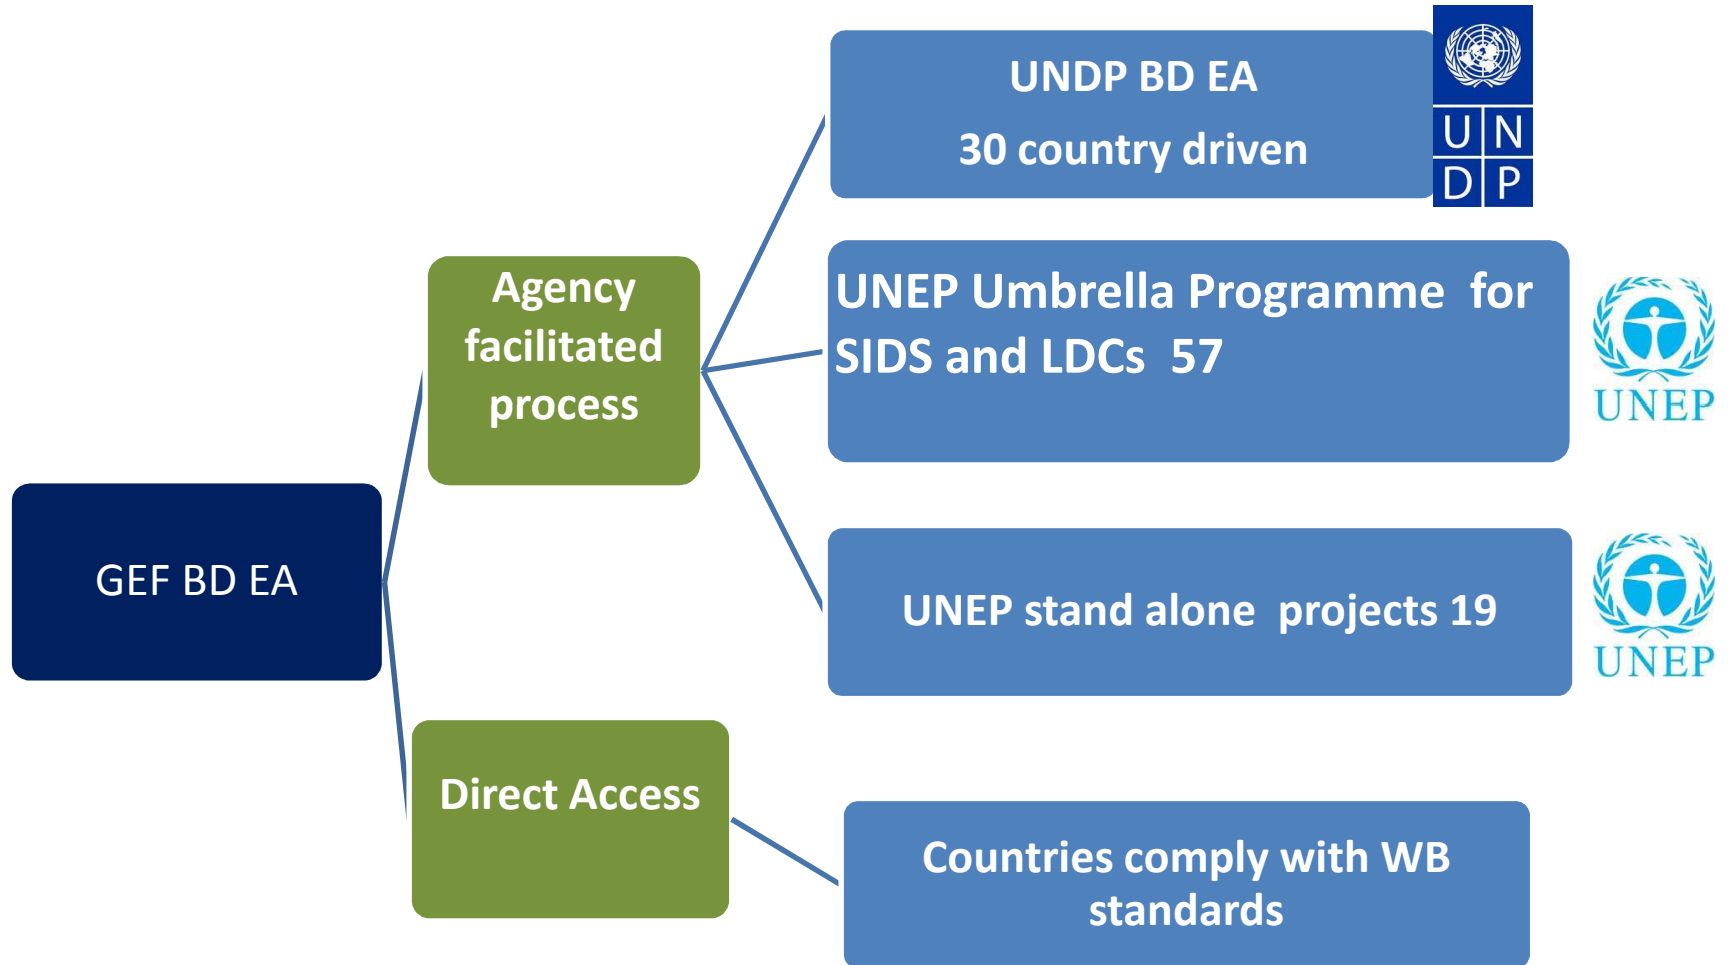 UNDP BD EA
30 country driven
U N
D P
Agency
facilitated
process
UNEP Umbrella Programme for
SIDS and LDCs 57
UNEP
GEF BD EA
UNEP stand alone projects 19
UNEP
Direct Access
Countries comply with WB
standards